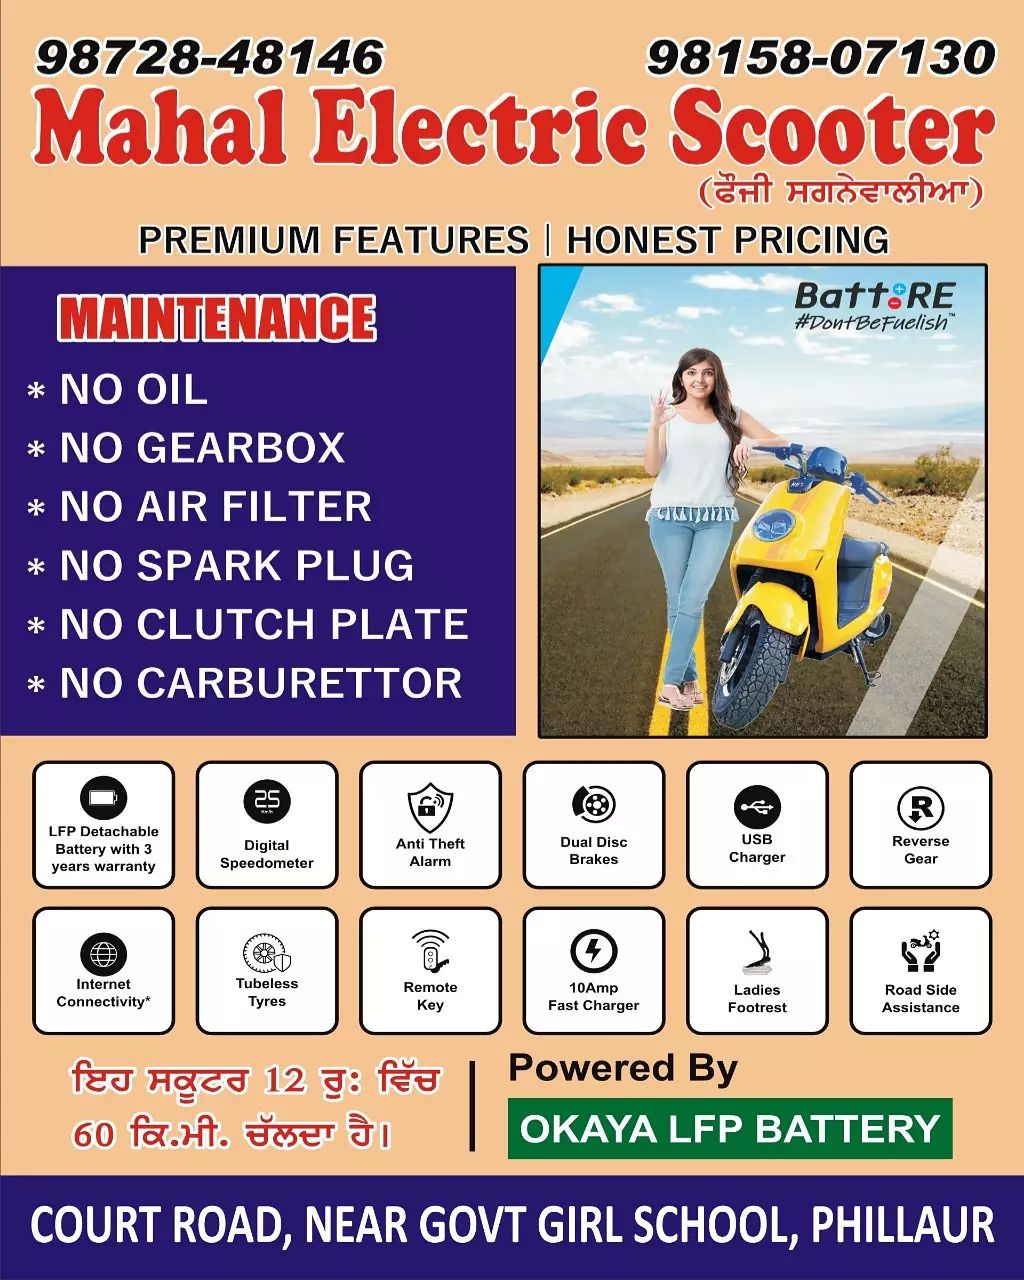 98728-48146 98158-07130
Mahal Electric Scooter
(ਫੌਜੀ ਸਗਨੇਵਾਲੀਆ)
PREMIUM FEATURES | HONEST PRICING
MAINTENANCE
* NO OIL
* NO GEARBOX
* NO AIR FILTER
* NO SPARK PLUG
* NO CLUTCH PLATE
* NO CARBURETTOR
BaTT:RE
#DontBeFuelish™
LFP Detachable
Battery with 3
years warranty
25
Km/h
Digital
Speedometer
Anti Theft
Alarm
Dual Disc
Brakes
USB
Charger
R
Reverse
Gear
Internet
Connectivity*
Tubeless
Tyres
Remote
Key
10Amp
Fast Charger
Ladies
Footrest
Road Side
Assistance
ਇਹ ਸਕੂਟਰ 12 ਰੁ: ਵਿੱਚ
60 ਕਿ.ਮੀ. ਚੱਲਦਾ ਹੈ।
Powered By
OKAYA LFP BATTERY
COURT ROAD, NEAR GOVT GIRL SCHOOL, PHILLAUR